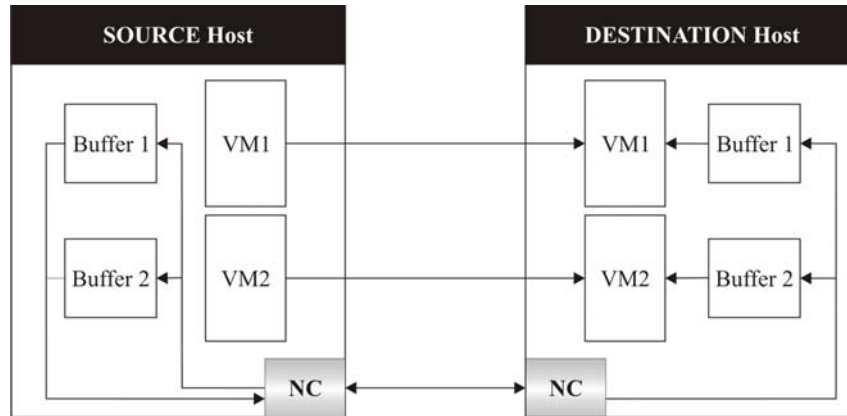 SOURCE Host
DESTINATION Host
Buffer 1
VM1
VM1
Buffer 1
Buffer 2
VM2
VM2
Buffer 2
NC
NC